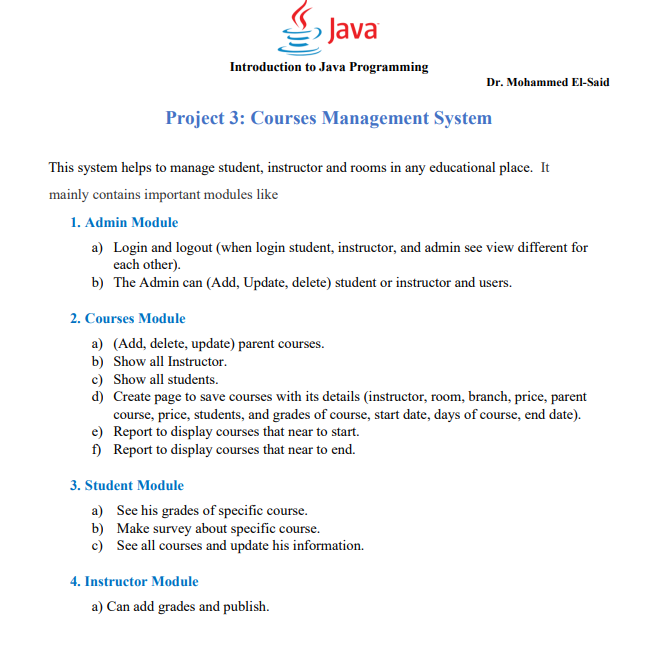 Java
Introduction to Java Programming
Dr. Mohammed El-Said
Project 3: Courses Management System
This system helps to manage student, instructor and rooms in any educational place. It
mainly contains important modules like
1. Admin Module
a) Login and logout (when login student, instructor, and admin see view different for
each other).
b) The Admin can (Add, Update, delete) student or instructor and users.
2. Courses Module
a) (Add, delete, update) parent courses.
b) Show all Instructor.
c) Show all students.
d) Create page to save courses with its details (instructor, room, branch, price, parent
course, price, students, and grades of course, start date, days of course, end date).
e) Report to display courses that near to start.
f) Report to display courses that near to end.
3. Student Module
a) See his grades of specific course.
b) Make survey about specific course.
c) See all courses and update his information.
4. Instructor Module
a) Can add grades and publish.